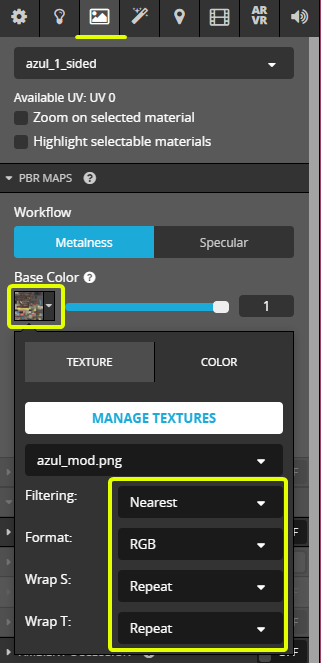 AR
VR
azul_1_sided
Available UV: UV 0
Zoom on selected material
Highlight selectable materials
PBR MAPS ?
Workflow
Metalness Specular
Base Color ?
1
TEXTURE COLOR
MANAGE TEXTURES
azul_mod.png
Filtering: Nearest
Format: RGB
Wrap S: Repeat
Wrap T: Repeat